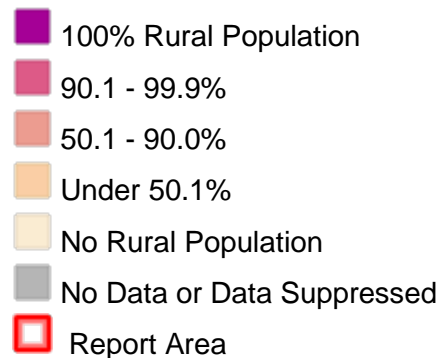 100% Rural Population
90.1 - 99.9%
50.1 - 90.0%
Under 50.1%
No Rural Population
No Data or Data Suppressed
Report Area